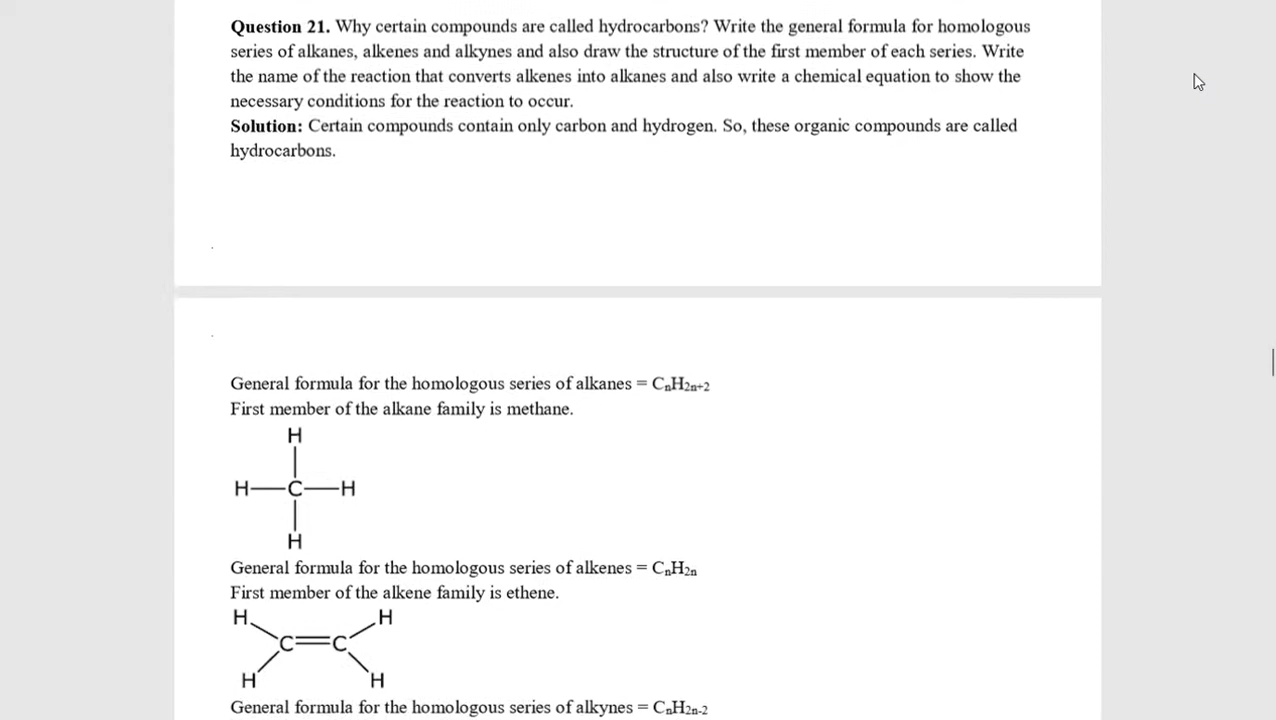 Question 21. Why certain compounds are called hydrocarbons? Write the general formula for homologous
series of alkanes, alkenes and alkynes and also draw the structure of the first member of each series. Write
the name of the reaction that converts alkenes into alkanes and also write a chemical equation to show the
necessary conditions for the reaction to occur.
Solution: Certain compounds contain only carbon and hydrogen. So, these organic compounds are called
hydrocarbons.
General formula for the homologous series of alkanes = CₙH₂ₙ₊₂
First member of the alkane family is methane.
H
H—C—H
H
General formula for the homologous series of alkenes = CₙH₂ₙ
First member of the alkene family is ethene.
H H
C=C
H H
General formula for the homologous series of alkynes = CₙH₂ₙ₋₂